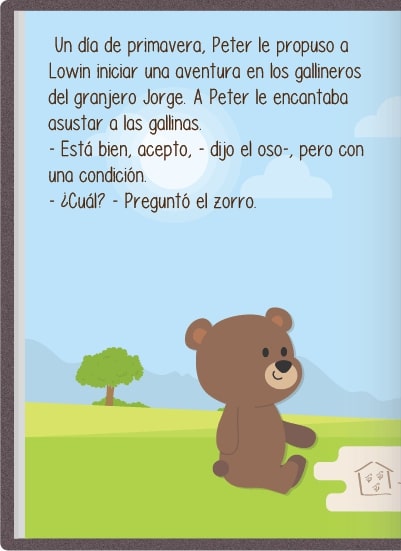 Un día de primavera, Peter le propuso a
Lowin iniciar una aventura en los gallineros
del granjero Jorge. A Peter le encantaba
asustar a las gallinas.
- Está bien, acepto, - dijo el oso-, pero con
una condición.
- ¿Cuál? - Preguntó el zorro.